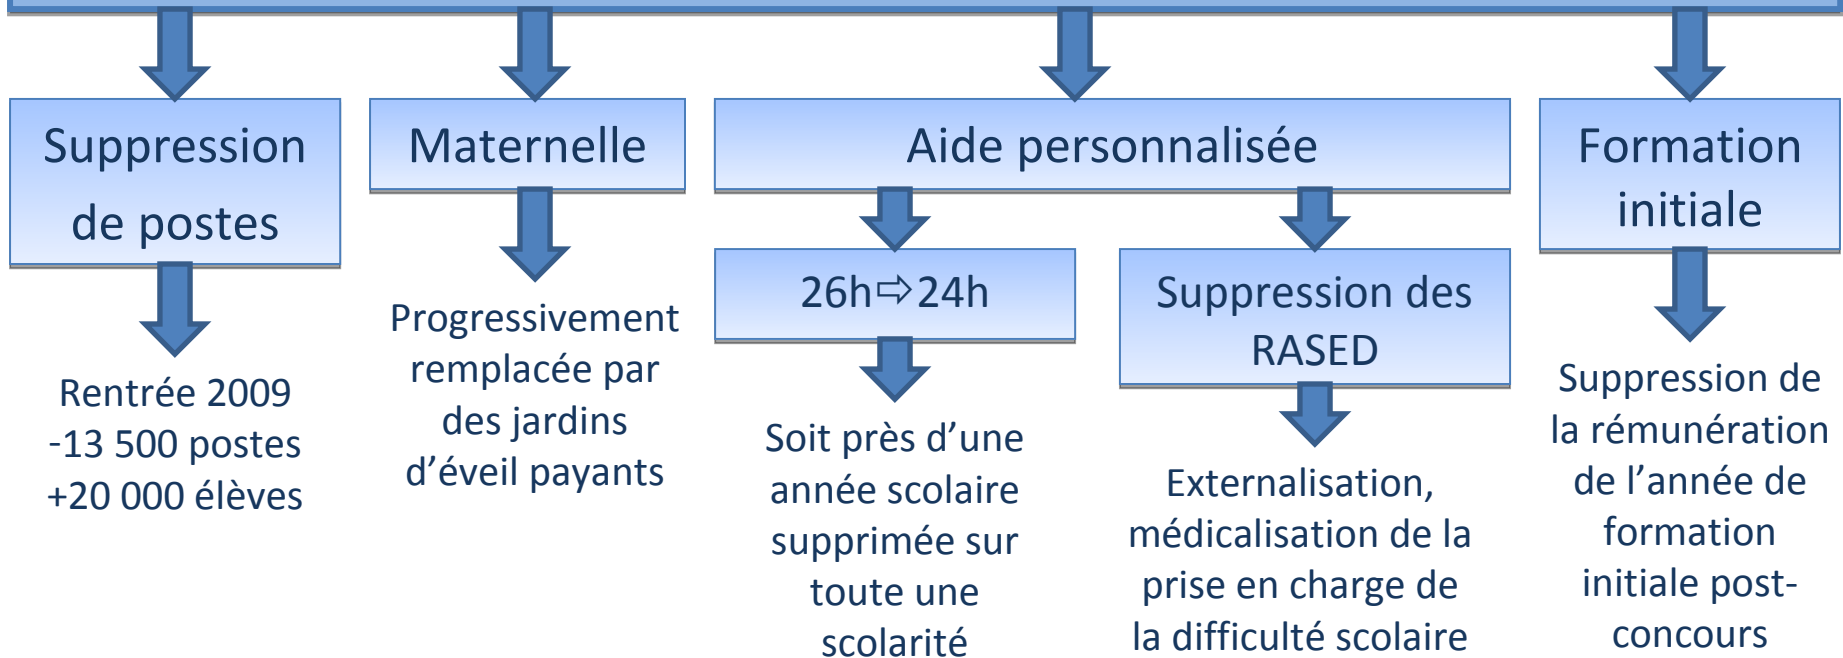 Suppression
de postes
Rentrée 2009
-13 500 postes
+20 000 élèves
Maternelle
Progressivement
remplacée par
des jardins
d’éveil payants
Aide personnalisée
26h⇨24h
Soit près d’une
année scolaire
supprimée sur
toute une
scolarité
Suppression des
RASED
Externalisation,
médicalisation de la
prise en charge de
la difficulté scolaire
Formation
initiale
Suppression de
la rémunération
de l’année de
formation
initiale post-
concours